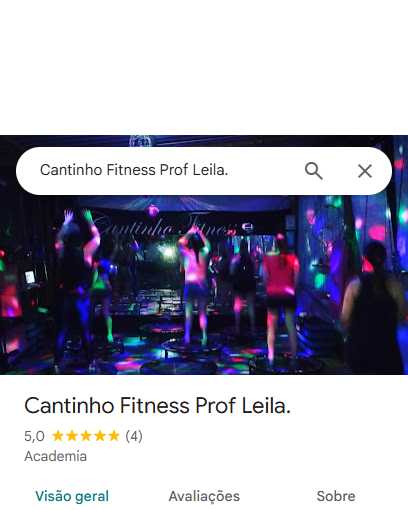 Cantinho Fitness Prof Leila.
Cantinho Fitness
Cantinho Fitness Prof Leila.
5,0 ★★★★★ (4)
Academia
Visão geral Avaliações Sobre